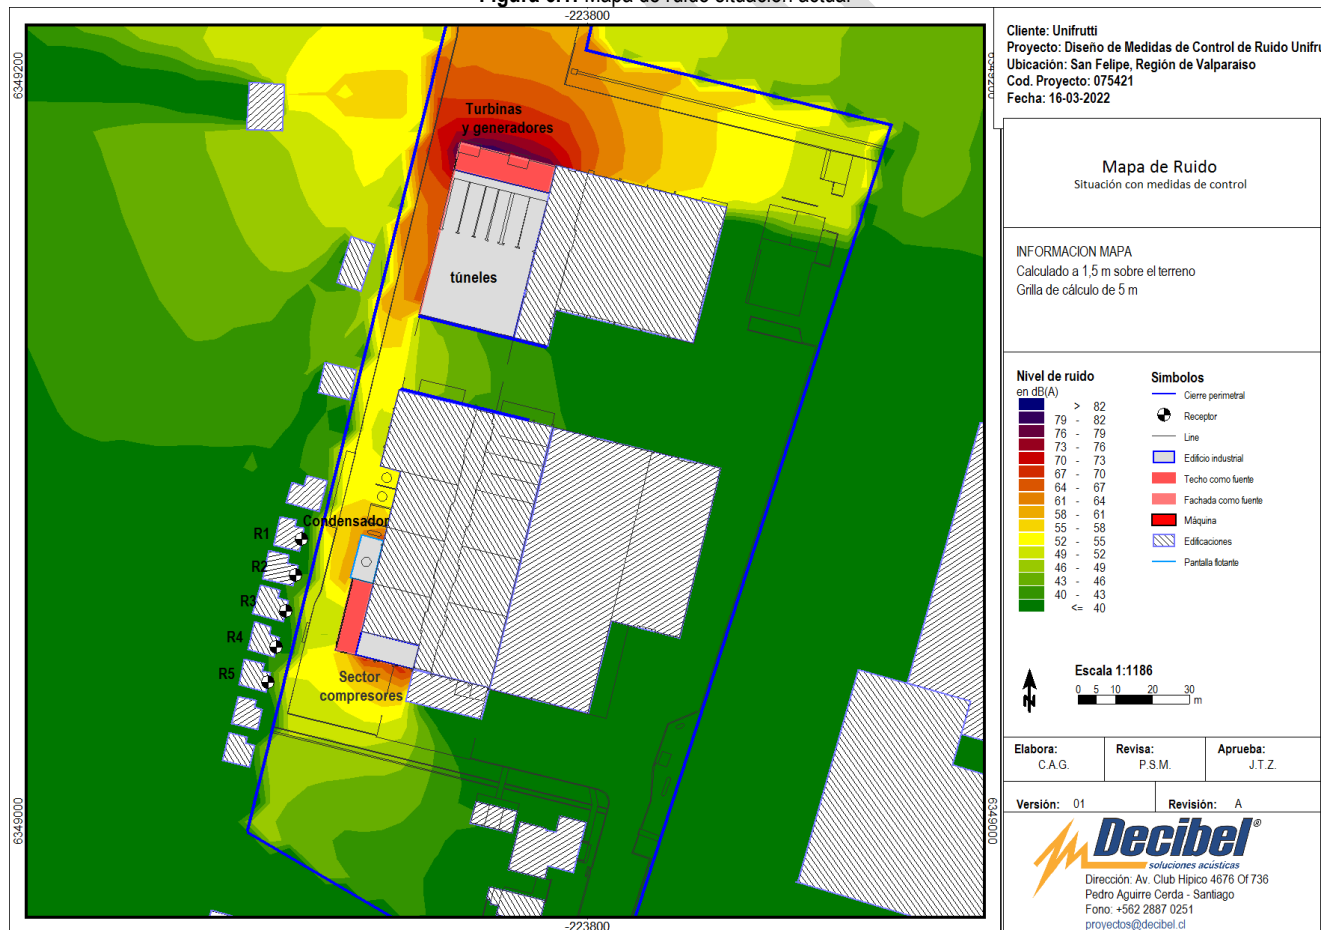 Figura 6.1. Mapa de ruido situación actual
-223800
6349200
6349200
Turbinas
y generadores
túneles
Condensador
R1
R2
R3
R4
R5
Sector
compresores
6349000
6349000
-223800
Cliente: Unifrutti
Proyecto: Diseño de Medidas de Control de Ruido Unifru
Ubicación: San Felipe, Región de Valparaiso
Cod. Proyecto: 075421
Fecha: 16-03-2022
Mapa de Ruido
Situación con medidas de control
INFORMACION MAPA
Calculado a 1,5 m sobre el terreno
Grilla de cálculo de 5 m
Nivel de ruido
en dB(A)
> 82
79 - 82
76 - 79
73 - 76
70 - 73
67 - 70
64 - 67
61 - 64
58 - 61
55 - 58
52 - 55
49 - 52
46 - 49
43 - 46
40 - 43
<= 40
Simbolos
Cierre perimetral
Receptor
Line
Edificio industrial
Techo como fuente
Fachada como fuente
Máquina
Edificaciones
Pantalla flotante
N
Escala 1:1186
0 5 10 20 30
m
Elabora:
C.A.G.
Revisa:
P.S.M.
Aprueba:
J.T.Z.
Versión: 01
Revisión: A
Decibel®
soluciones acústicas
Dirección: Av. Club Hipico 4676 Of 736
Pedro Aguirre Cerda - Santiago
Fono: +562 2887 0251
proyectos@decibel.cl